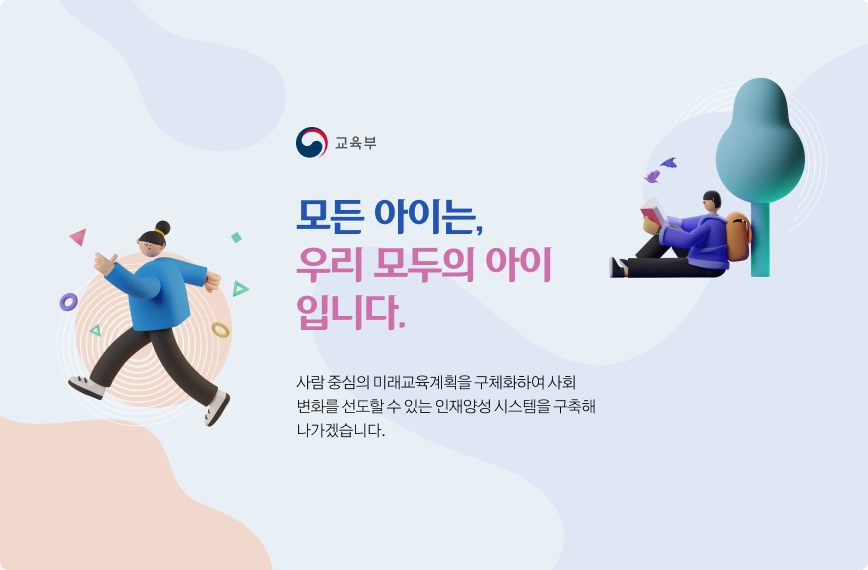 교육부
모든 아이는,
우리 모두의 아이
입니다.
사람 중심의 미래교육계획을 구체화하여 사회
변화를 선도할 수 있는 인재양성 시스템을 구축해
나가겠습니다.